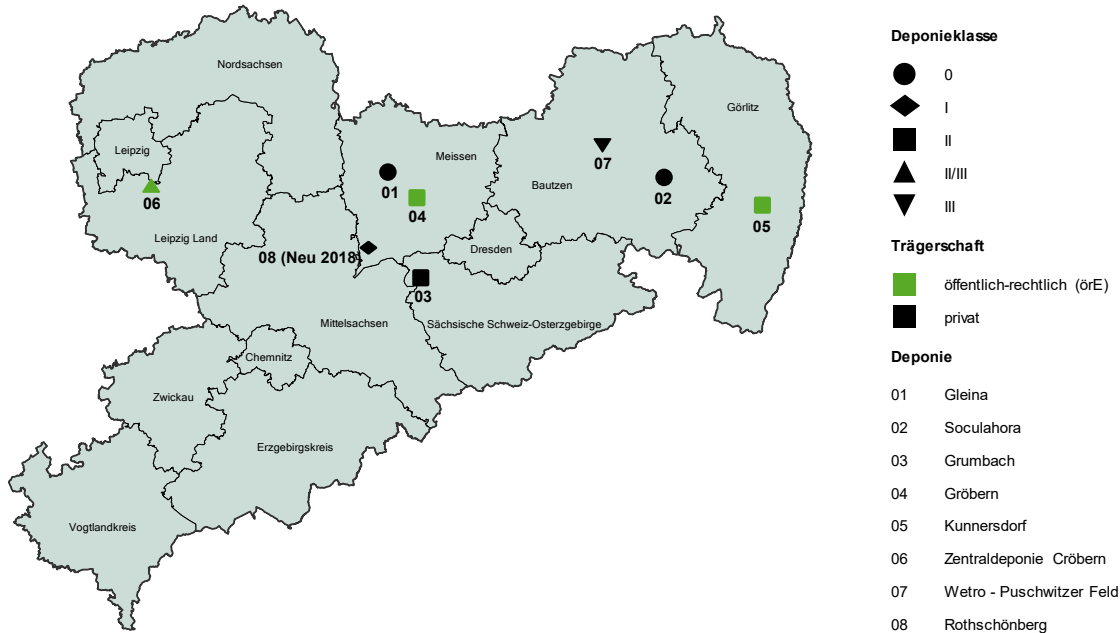 Nordsachsen
Leipzig
06
Leipzig Land
Meissen
01
04
08 (Neu 2018)
Dresden
03
Mittelsachsen
Sächsische Schweiz-Osterzgebirge
Bautzen
07
02
Görlitz
05
Chemnitz
Zwickau
Erzgebirgskreis
Vogtlandkreis
Deponieklasse
0
I
II
II/III
III
Trägerschaft
öffentlich-rechtlich (örE)
privat
Deponie
01 Gleina
02 Soculahora
03 Grumbach
04 Gröbern
05 Kunnersdorf
06 Zentraldeponie Cröbern
07 Wetro - Puschwitzer Feld
08 Rothschönberg